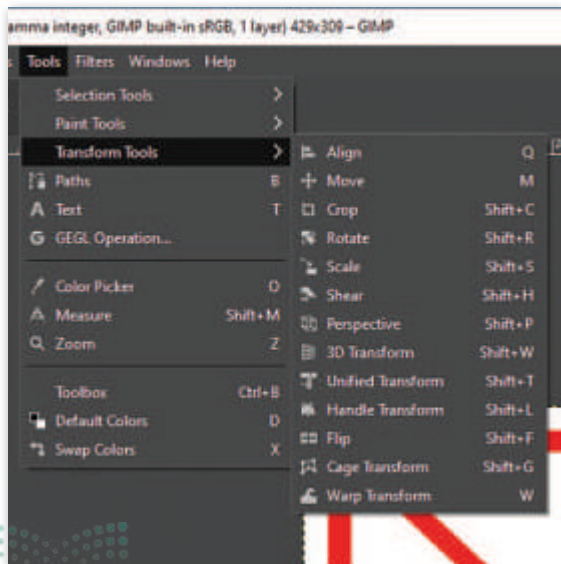 amma integer, GIMP built-in sRGB, 1 layer) 429x309 – GIMP
s Tools Filters Windows Help
Selection Tools >
Paint Tools >
Transform Tools >
Paths B
Text T
GEGL Operation...
Color Picker O
Measure Shift+M
Zoom Z
Toolbox Ctrl+B
Default Colors D
Swap Colors X
Align Q
Move M
Crop Shift+C
Rotate Shift+R
Scale Shift+S
Shear Shift+H
Perspective Shift+P
3D Transform Shift+W
Unified Transform Shift+T
Handle Transform Shift+L
Flip Shift+F
Cage Transform Shift+G
Warp Transform W